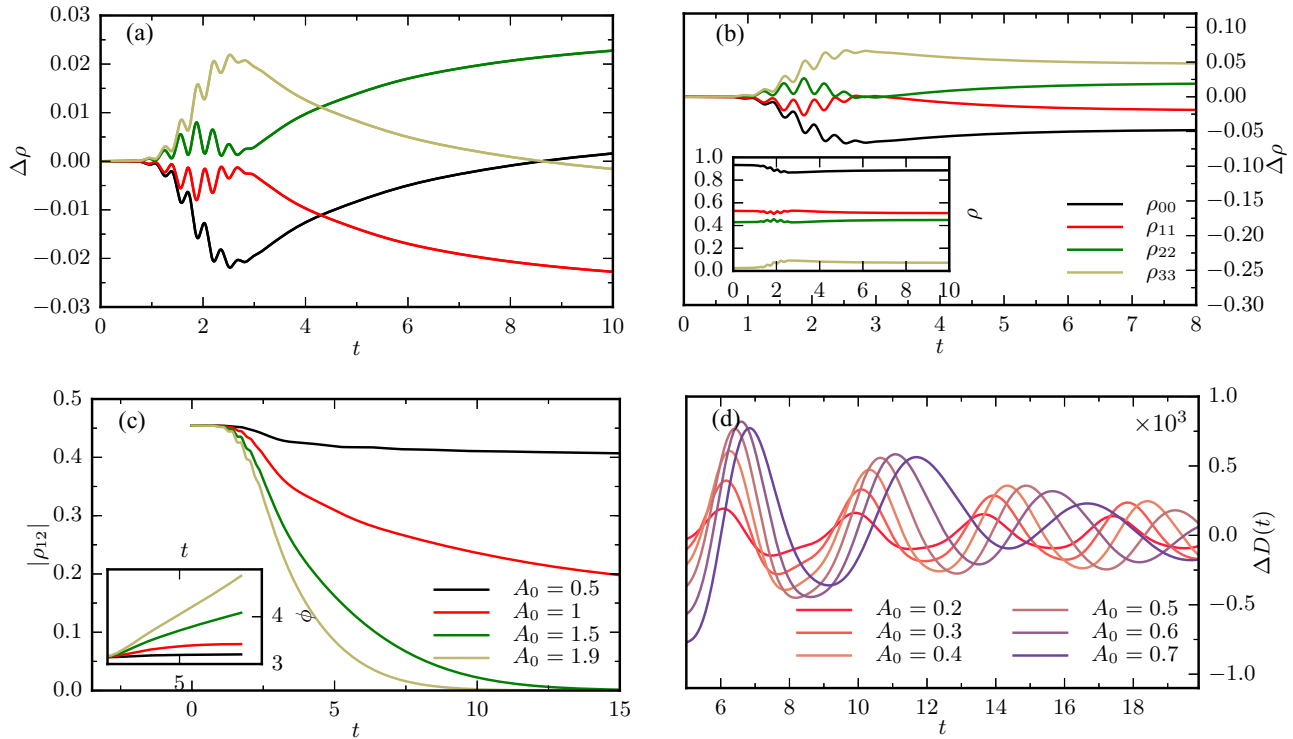 (a)
0.03
0.02
0.01
0.00
−0.01
−0.02
−0.03
Δρ
0 2 4 6 8 10
t
(b)
0.10
0.05
0.00
−0.05
−0.10
−0.15
−0.20
−0.25
−0.30
Δρ
1.0
0.8
0.6
0.4
0.2
0.0
ρ
0 2 4 6 8 10
ρ₀₀
ρ₁₁
ρ₂₂
ρ₃₃
0 1 2 3 4 5 6 7 8
t
(c)
0.5
0.4
0.3
0.2
0.1
0.0
|ρ₁₂|
t
ϕ
4
3
5
A₀ = 0.5
A₀ = 1
A₀ = 1.5
A₀ = 1.9
0 5 10 15
t
(d)
×10³
1.0
0.5
0.0
−0.5
−1.0
ΔD(t)
A₀ = 0.2
A₀ = 0.3
A₀ = 0.4
A₀ = 0.5
A₀ = 0.6
A₀ = 0.7
6 8 10 12 14 16 18
t